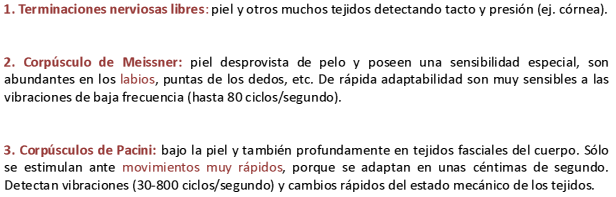 1. Terminaciones nerviosas libres: piel y otros muchos tejidos detectando tacto y presión (ej. córnea).
2. Corpúsculo de Meissner: piel desprovista de pelo y poseen una sensibilidad especial, son
abundantes en los labios, puntas de los dedos, etc. De rápida adaptabilidad son muy sensibles a las
vibraciones de baja frecuencia (hasta 80 ciclos/segundo).
3. Corpúsculos de Pacini: bajo la piel y también profundamente en tejidos fasciales del cuerpo. Sólo
se estimulan ante movimientos muy rápidos, porque se adaptan en unas céntimas de segundo.
Detectan vibraciones (30-800 ciclos/segundo) y cambios rápidos del estado mecánico de los tejidos.